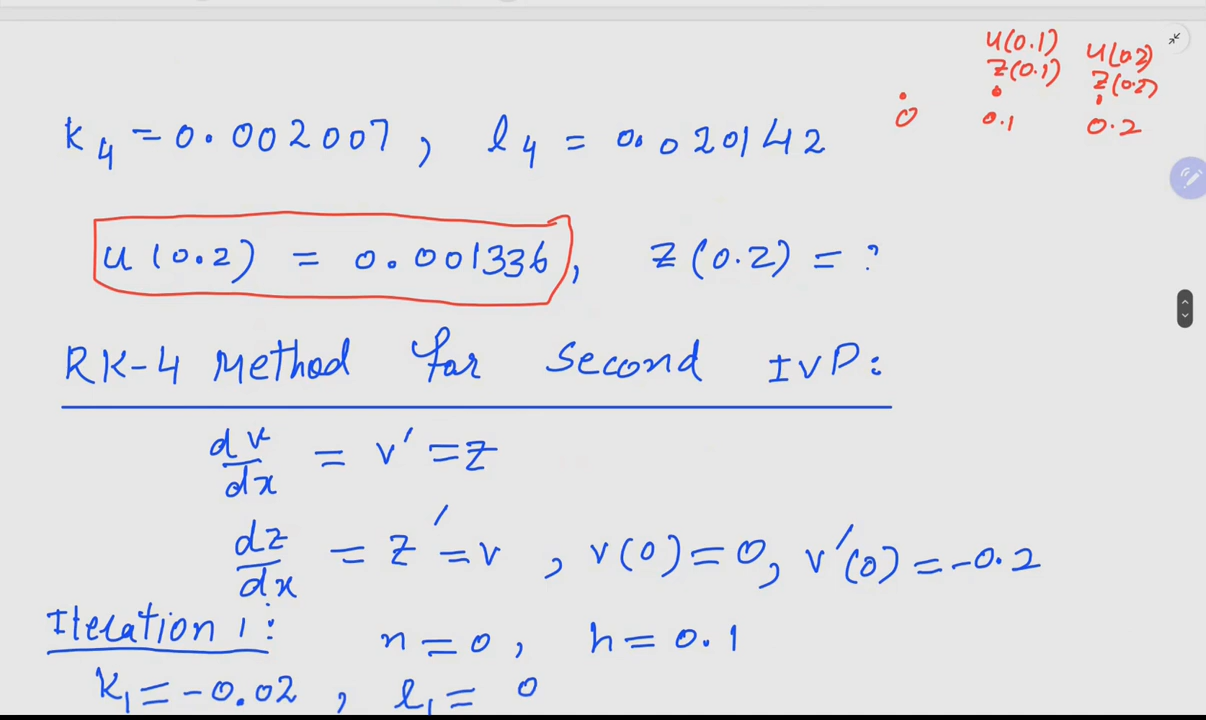 u(0.1) u(0.2)
z(0.1) z(0.2)
0 0.1 0.2
k₄ = 0.002007, l₄ = 0.020142
u(0.2) = 0.001336, z(0.2) = ?
RK-4 Method for Second IVP:
dv/dx = v' = z
dz/dx = z' = v, v(0) = 0, v'(0) = -0.2
Iteration 1: n = 0, h = 0.1
k₁ = -0.02, l₁ = 0